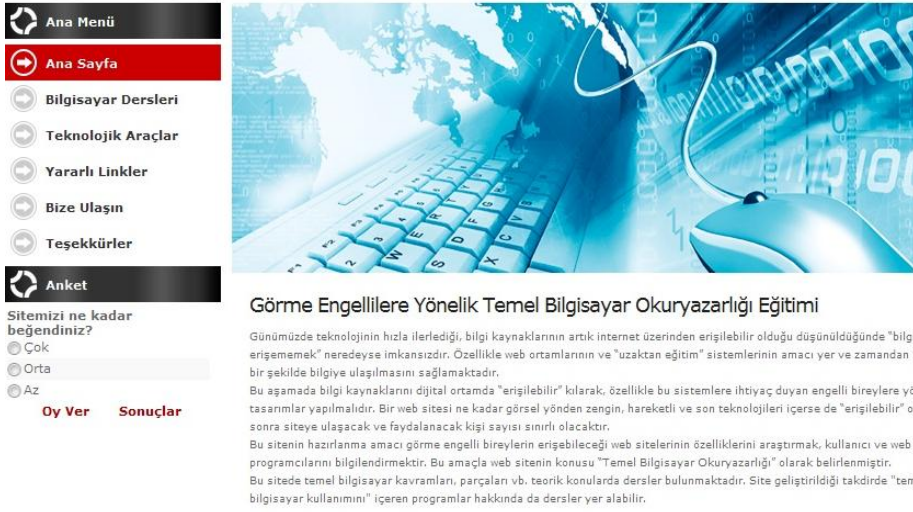 Ana Menü
Ana Sayfa
Bilgisayar Dersleri
Teknolojik Araçlar
Yararlı Linkler
Bize Ulaşın
Teşekkürler
Anket
Sitemizi ne kadar
beğendiniz?
Çok
Orta
Az
Oy Ver Sonuçlar
Görme Engellilere Yönelik Temel Bilgisayar Okuryazarlığı Eğitimi
Günümüzde teknolojinin hızla ilerlediği, bilgi kaynaklarının artık internet üzerinden erişilebilir olduğu düşünüldüğünde "bilg
erişememek" neredeyse imkansızdır. Özellikle web ortamlarının ve "uzaktan eğitim" sistemlerinin amacı yer ve zamandan
bir şekilde bilgiye ulaşılmasını sağlamaktadır.
Bu aşamada bilgi kaynaklarını dijital ortamda "erişilebilir" kılarak, özellikle bu sistemlere ihtiyaç duyan engelli bireylere yö
tasarımlar yapılmalıdır. Bir web sitesi ne kadar görsel yönden zengin, hareketli ve son teknolojileri içerse de "erişilebilir" o
sonra siteye ulaşacak ve faydalanacak kişi sayısı sınırlı olacaktır.
Bu sitenin hazırlanma amacı görme engelli bireylerin erişebileceği web sitelerinin özelliklerini araştırmak, kullanıcı ve web
programcılarını bilgilendirmektir. Bu amaçla web sitenin konusu "Temel Bilgisayar Okuryazarlığı" olarak belirlenmiştir.
Bu sitede temel bilgisayar kavramları, parçaları vb. teorik konularda dersler bulunmaktadır. Site geliştirildiği takdirde "tem
bilgisayar kullanımını" içeren programlar hakkında da dersler yer alabilir.